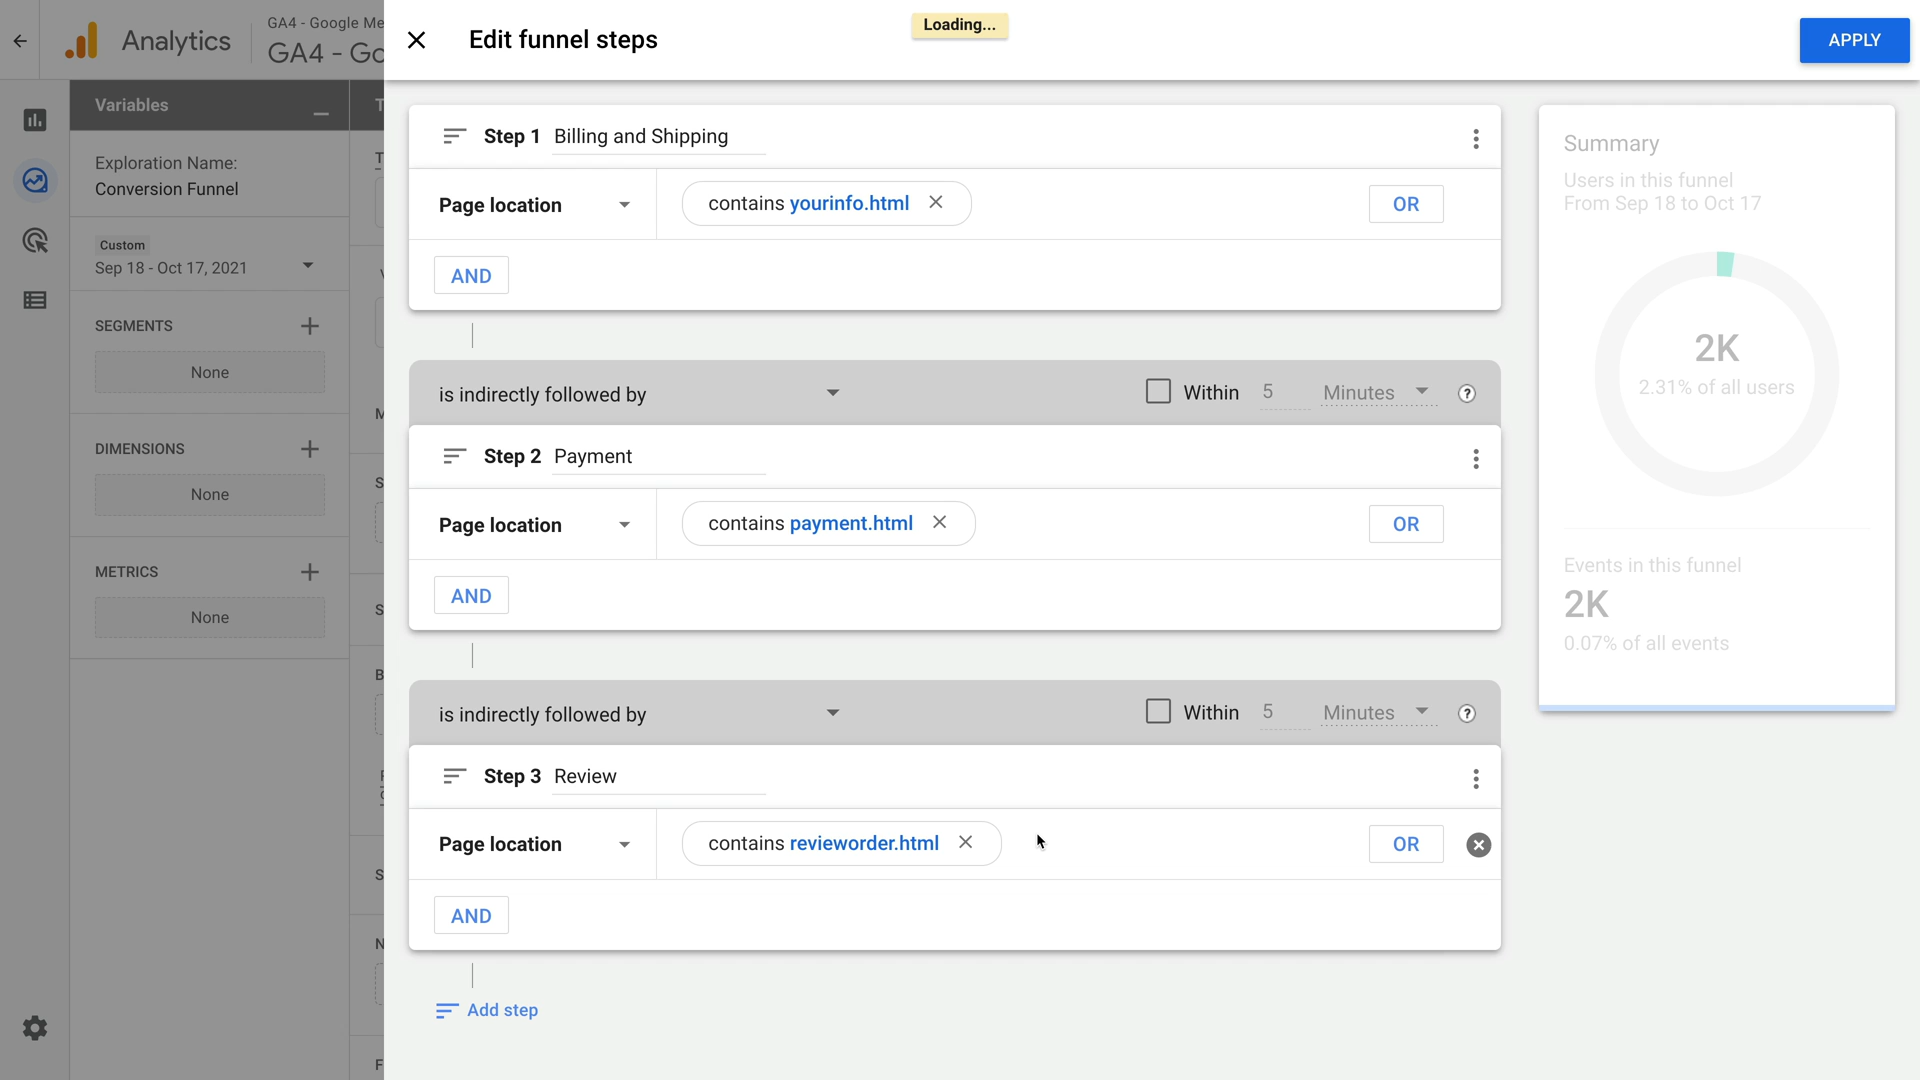 Analytics
GA4 - Google Me
GA4 - Go
Edit funnel steps
Loading...
APPLY
Variables
T
Exploration Name:
Conversion Funnel
T
Custom
Sep 18 - Oct 17, 2021
SEGMENTS
None
DIMENSIONS
None
METRICS
None
V
M
S
S
B
S
N
F
Step 1 Billing and Shipping
Page location
contains yourinfo.html
OR
AND
is indirectly followed by
Within 5 Minutes
Step 2 Payment
Page location
contains payment.html
OR
AND
is indirectly followed by
Within 5 Minutes
Step 3 Review
Page location
contains revieworder.html
OR
AND
Add step
Summary
Users in this funnel
From Sep 18 to Oct 17
2K
2.31% of all users
Events in this funnel
2K
0.07% of all events